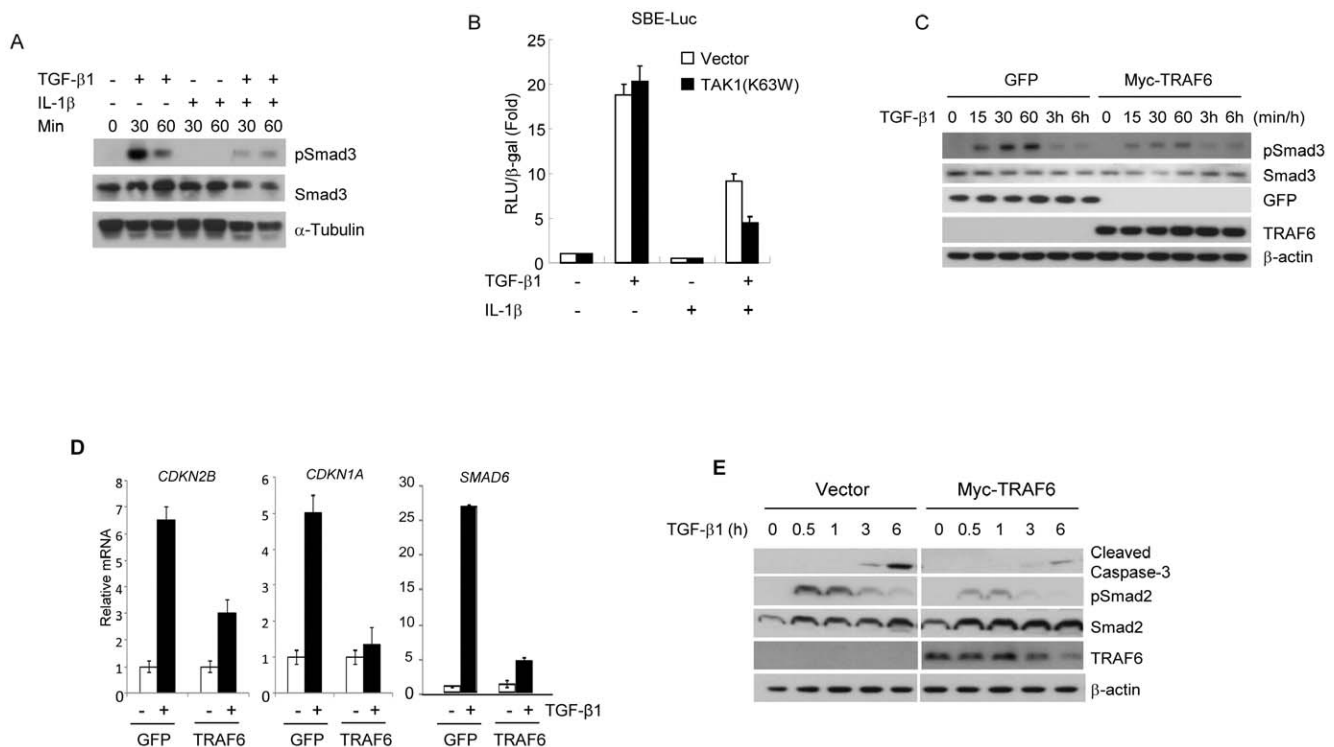 A
TGF-β1 - + + - - + +
IL-1β - - - + + + +
Min 0 30 60 30 60 30 60
pSmad3
Smad3
α-Tubulin
B
SBE-Luc
Vector
TAK1(K63W)
RLU/β-gal (Fold)
25
20
15
10
5
0
TGF-β1 - + - +
IL-1β - - + +
C
GFP Myc-TRAF6
TGF-β1 0 15 30 60 3h 6h 0 15 30 60 3h 6h (min/h)
pSmad3
Smad3
GFP
TRAF6
β-actin
D
CDKN2B
Relative mRNA
8
7
6
5
4
3
2
1
0
- + - +
GFP TRAF6
CDKN1A
6
5
4
3
2
1
0
- + - +
GFP TRAF6
SMAD6
30
25
20
15
10
5
0
- + - + TGF-β1
GFP TRAF6
E
Vector Myc-TRAF6
TGF-β1 (h) 0 0.5 1 3 6 0 0.5 1 3 6
Cleaved
Caspase-3
pSmad2
Smad2
TRAF6
β-actin